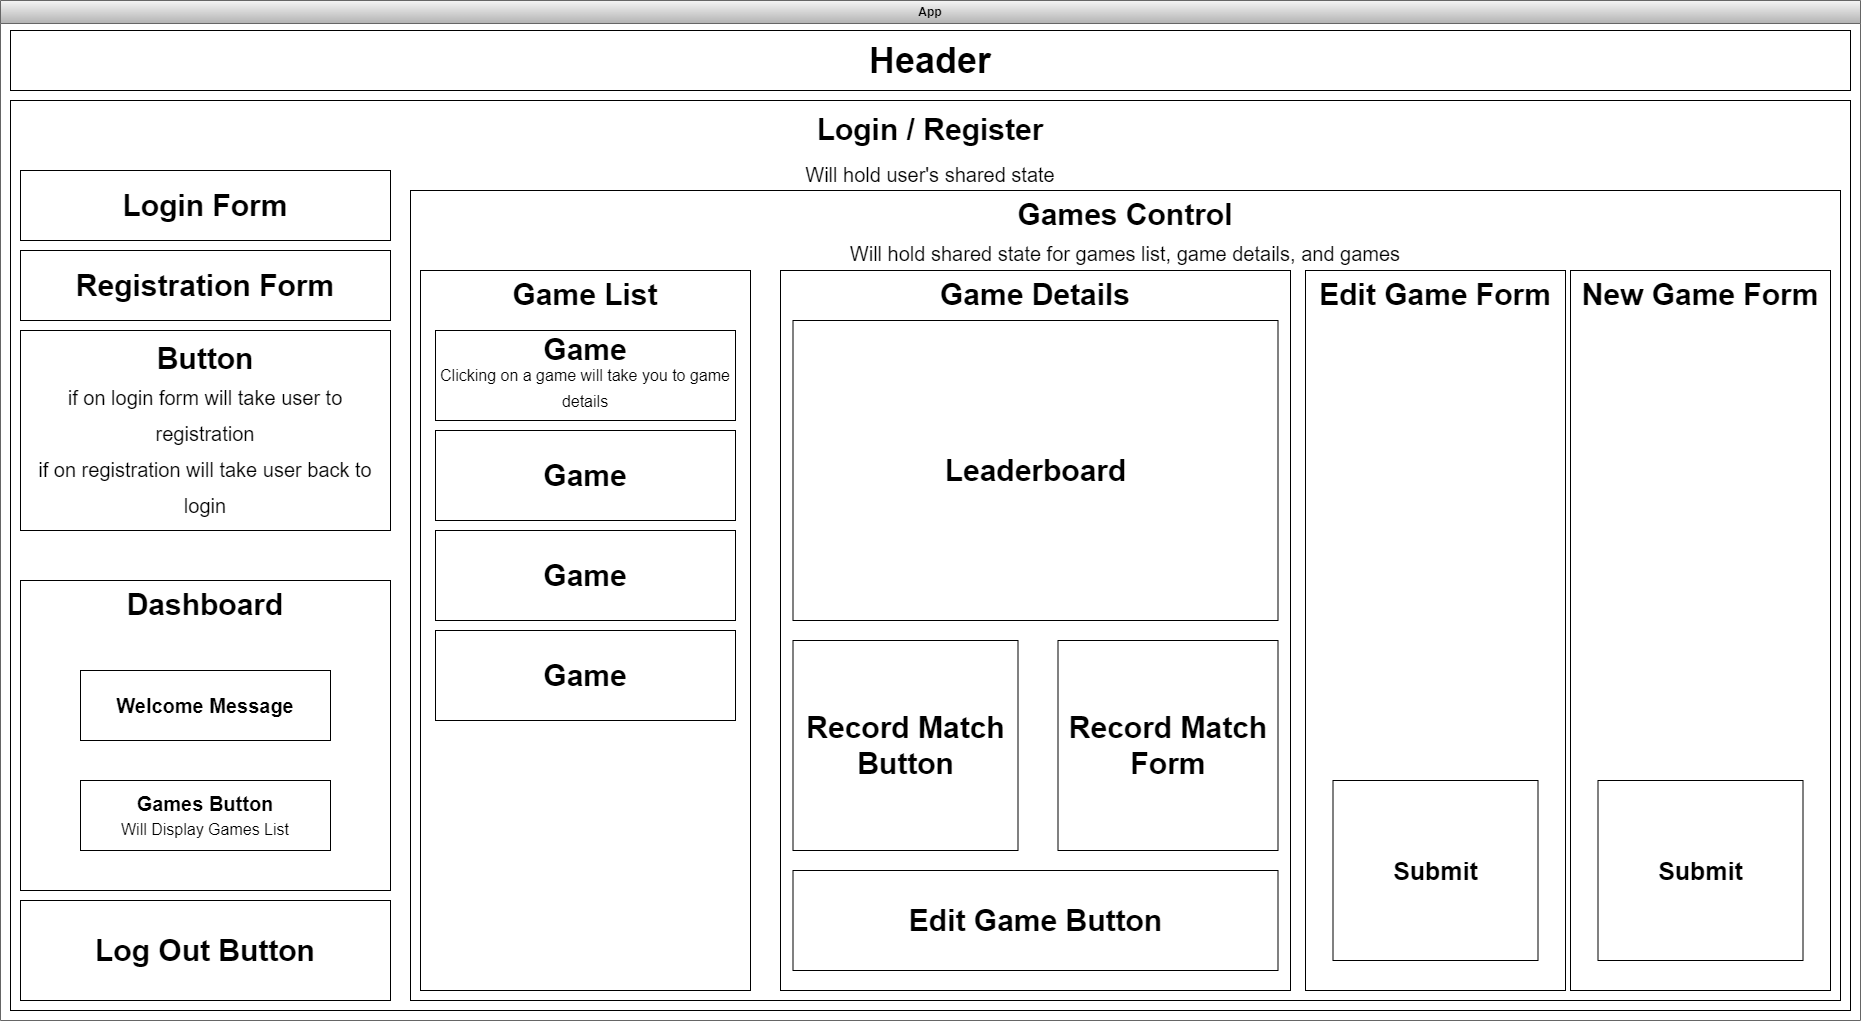 App
Header
Login / Register
Will hold user's shared state
Login Form
Registration Form
Button
if on login form will take user to
registration
if on registration will take user back to
login
Dashboard
Welcome Message
Games Button
Will Display Games List
Log Out Button
Games Control
Will hold shared state for games list, game details, and games
Game List
Game
Clicking on a game will take you to game
details
Game
Game
Game
Game Details
Leaderboard
Record Match
Button
Record Match
Form
Edit Game Button
Edit Game Form
Submit
New Game Form
Submit